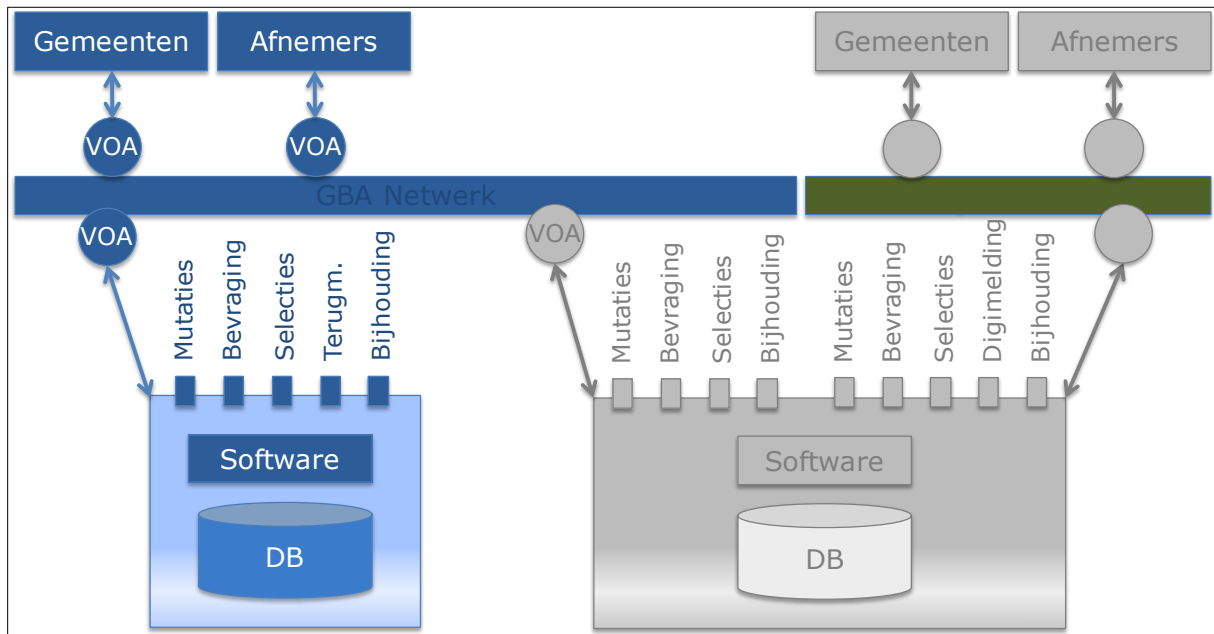 Gemeenten
Afnemers
Gemeenten
Afnemers
VOA
VOA
GBA Netwerk
VOA
VOA
Mutaties
Bevraging
Selecties
Terugm.
Bijhouding
Mutaties
Bevraging
Selecties
Bijhouding
Mutaties
Bevraging
Selecties
Digimelding
Bijhouding
Software
Software
DB
DB